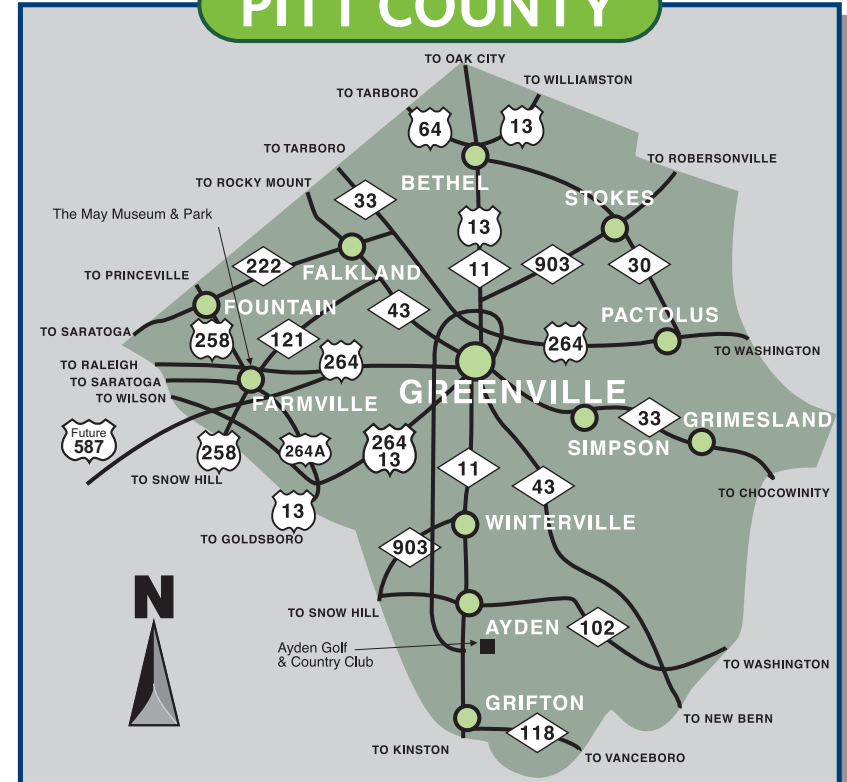 PITT COUNTY
TO OAK CITY
TO WILLIAMSTON
TO TARBORO
64
13
TO TARBORO
TO ROBERSONVILLE
BETHEL
TO ROCKY MOUNT
33
STOKES
The May Museum & Park
13
222
FALKLAND
11
903
30
TO PRINCEVILLE
FOUNTAIN
43
PACTOLUS
TO SARATOGA
258
121
264
264
TO WASHINGTON
TO RALEIGH
TO SARATOGA
TO WILSON
GREENVILLE
FARMVILLE
33
GRIMESLAND
Future
587
258
264A
264
13
SIMPSON
11
TO SNOW HILL
43
TO CHOCOWINITY
13
WINTERVILLE
TO GOLDSBORO
903
N
TO SNOW HILL
AYDEN
102
Ayden Golf
& Country Club
TO WASHINGTON
GRIFTON
TO NEW BERN
118
TO KINSTON
TO VANCEBORO